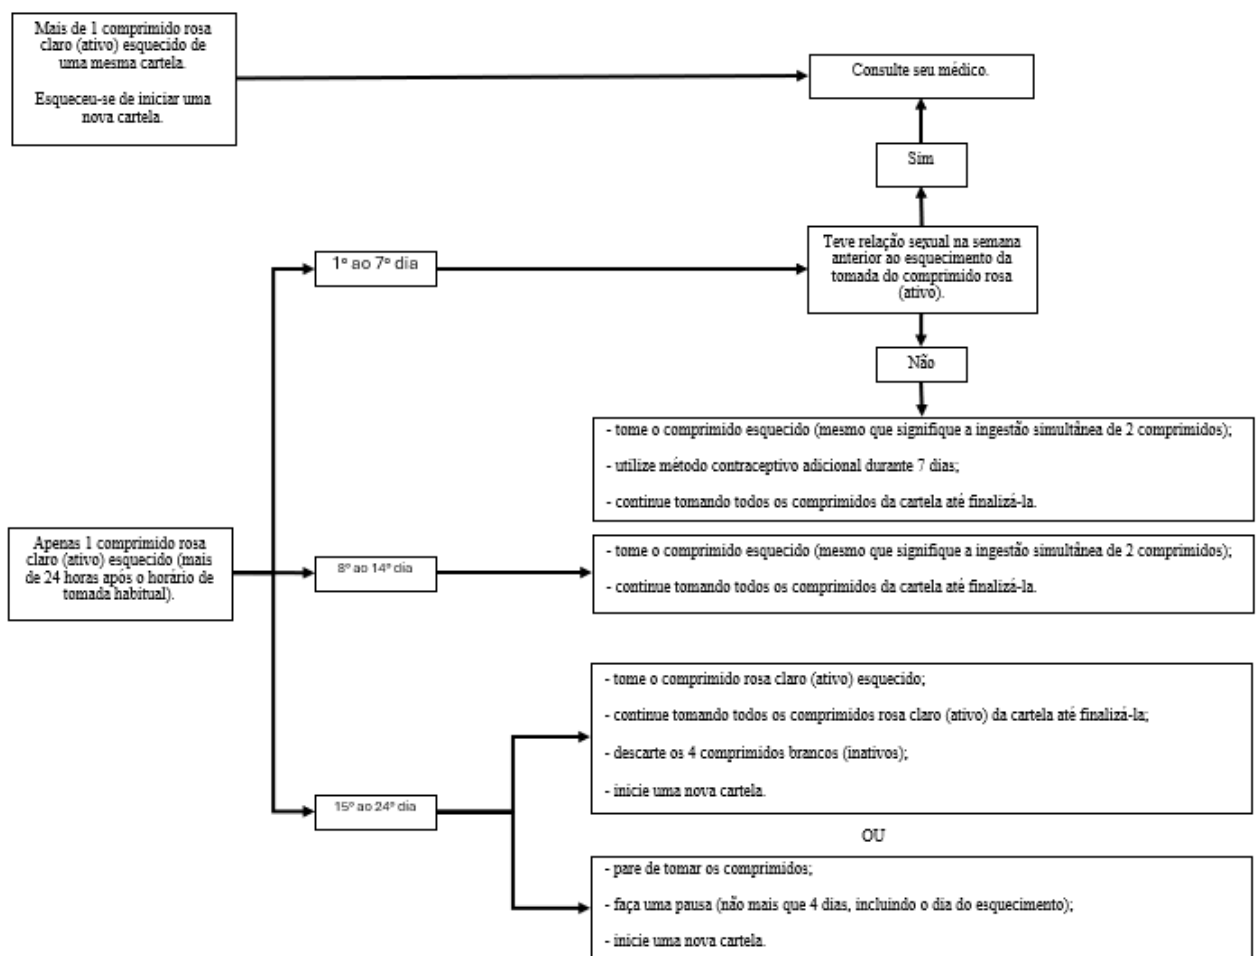 Mais de 1 comprimido rosa
claro (ativo) esquecido de
uma mesma cartela.
Esqueceu-se de iniciar uma
nova cartela.
Consulte seu médico.
Sim
Teve relação sexual na semana
anterior ao esquecimento da
tomada do comprimido rosa
(ativo).
1º ao 7º dia
Não
- tome o comprimido esquecido (mesmo que signifique a ingestão simultânea de 2 comprimidos);
- utilize método contraceptivo adicional durante 7 dias;
- continue tomando todos os comprimidos da cartela até finalizá-la.
Apenas 1 comprimido rosa
claro (ativo) esquecido (mais
de 24 horas após o horário de
tomada habitual).
8º ao 14º dia
- tome o comprimido esquecido (mesmo que signifique a ingestão simultânea de 2 comprimidos);
- continue tomando todos os comprimidos da cartela até finalizá-la.
15º ao 24º dia
- tome o comprimido rosa claro (ativo) esquecido;
- continue tomando todos os comprimidos rosa claro (ativo) da cartela até finalizá-la;
- descarte os 4 comprimidos brancos (inativos);
- inicie uma nova cartela.
OU
- pare de tomar os comprimidos;
- faça uma pausa (não mais que 4 dias, incluindo o dia do esquecimento);
- inicie uma nova cartela.